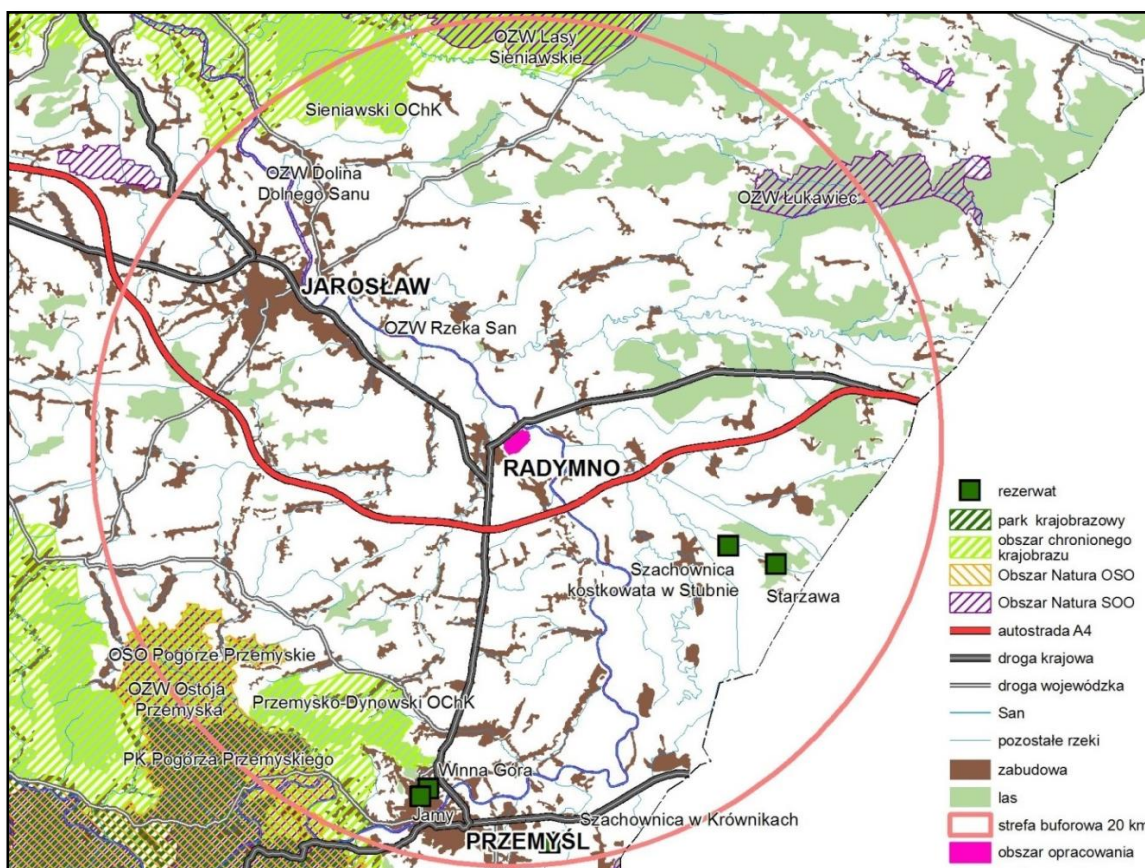 OZW Lasy
Sieniawskie
Sieniawski OChK
OZW Dolina
Dolnego Sanu
OZW Łukawiec
JAROSŁAW
OZW Rzeka San
RADYMNO
Szachownica
kostkowata w Stubnie
Starzawa
OSO Pogórze Przemyskie
OZW Ostoja
Przemyska
Przemysko-Dynowski OChK
PK Pogórza Przemyskiego
Winna Góra
Jamy
Szachownica w Krównikach
PRZEMYŚL
rezerwat
park krajobrazowy
obszar chronionego
krajobrazu
Obszar Natura OSO
Obszar Natura SOO
autostrada A4
droga krajowa
droga wojewódzka
San
pozostałe rzeki
zabudowa
las
strefa buforowa 20 km
obszar opracowania